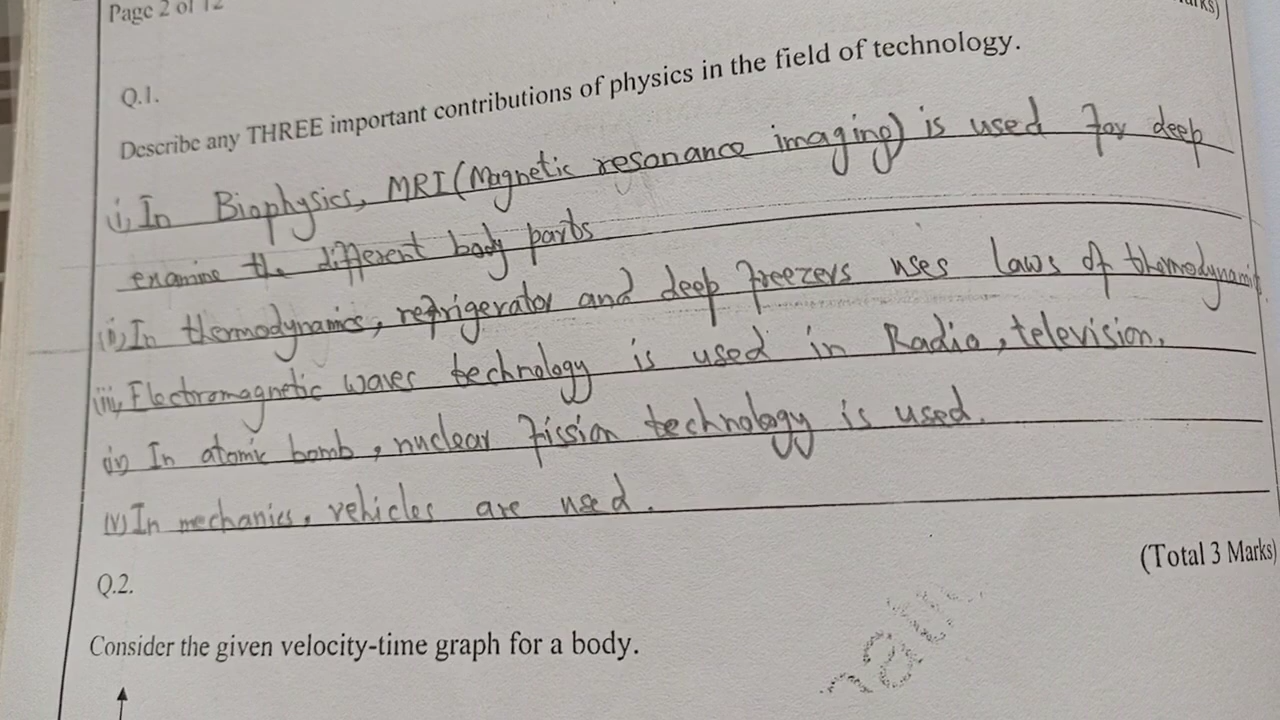 Page 2 of 12
Q.1.
Describe any THREE important contributions of physics in the field of technology.
(i) In Biophysics, MRI (Magnetic resonance imaging) is used for deep
examine the different body parts
(ii) In thermodynamics, refrigerator and deep freezers uses laws of thermodynamic
(iii) Electromagnetic waves technology is used in Radio, television.
(iv) In atomic bomb, nuclear fission technology is used.
(v) In mechanics, vehicles are used.
(Total 3 Marks)
Q.2.
Consider the given velocity-time graph for a body.